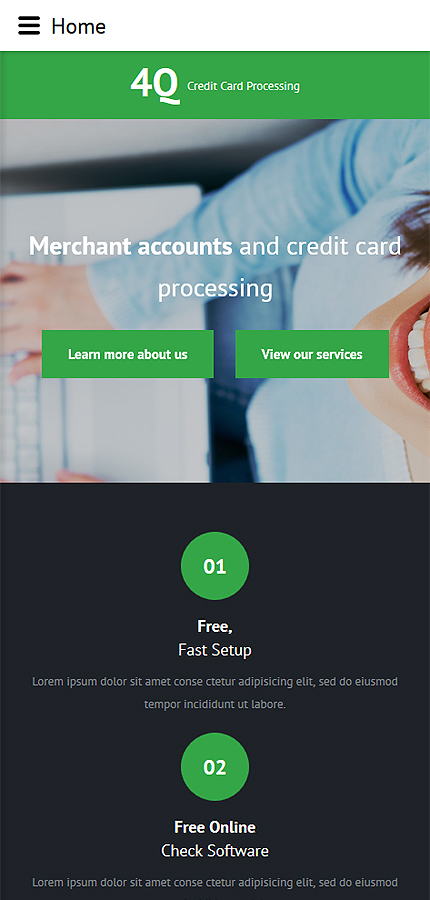 Home
4Q Credit Card Processing
Merchant accounts and credit card
processing
Learn more about us View our services
01
Free,
Fast Setup
Lorem ipsum dolor sit amet conse ctetur adipisicing elit, sed do eiusmod
tempor incididunt ut labore.
02
Free Online
Check Software
Lorem ipsum dolor sit amet conse ctetur adipisicing elit, sed do eiusmod